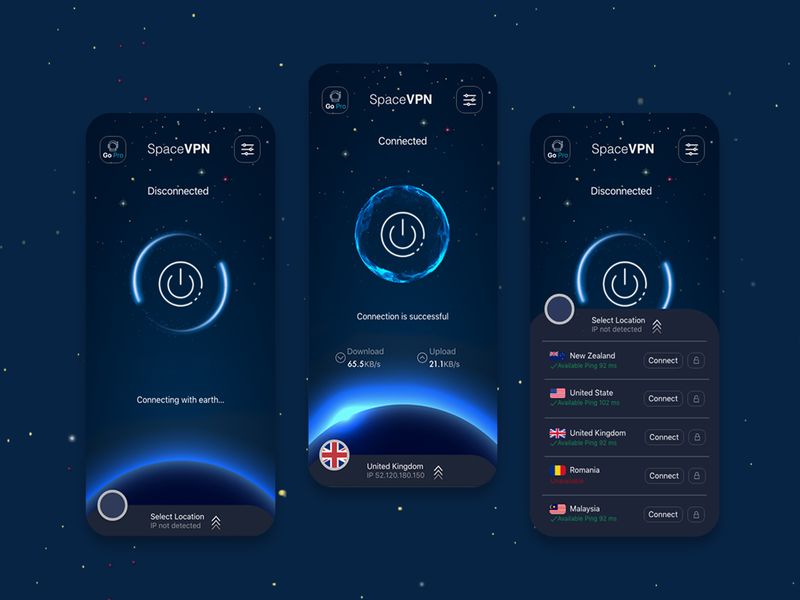 Go Pro
SpaceVPN
Disconnected
Connecting with earth...
Select Location
IP not detected
Go Pro
SpaceVPN
Connected
Connection is successful
Download
65.5KB/s
Upload
21.1KB/s
United Kingdom
IP 52.120.180.150
Go Pro
SpaceVPN
Disconnected
Select Location
IP not detected
New Zealand
Available Ping 92 ms
Connect
United State
Available Ping 102 ms
Connect
United Kingdom
Available Ping 92 ms
Connect
Romania
Unavailable
Connect
Malaysia
Available Ping 92 ms
Connect